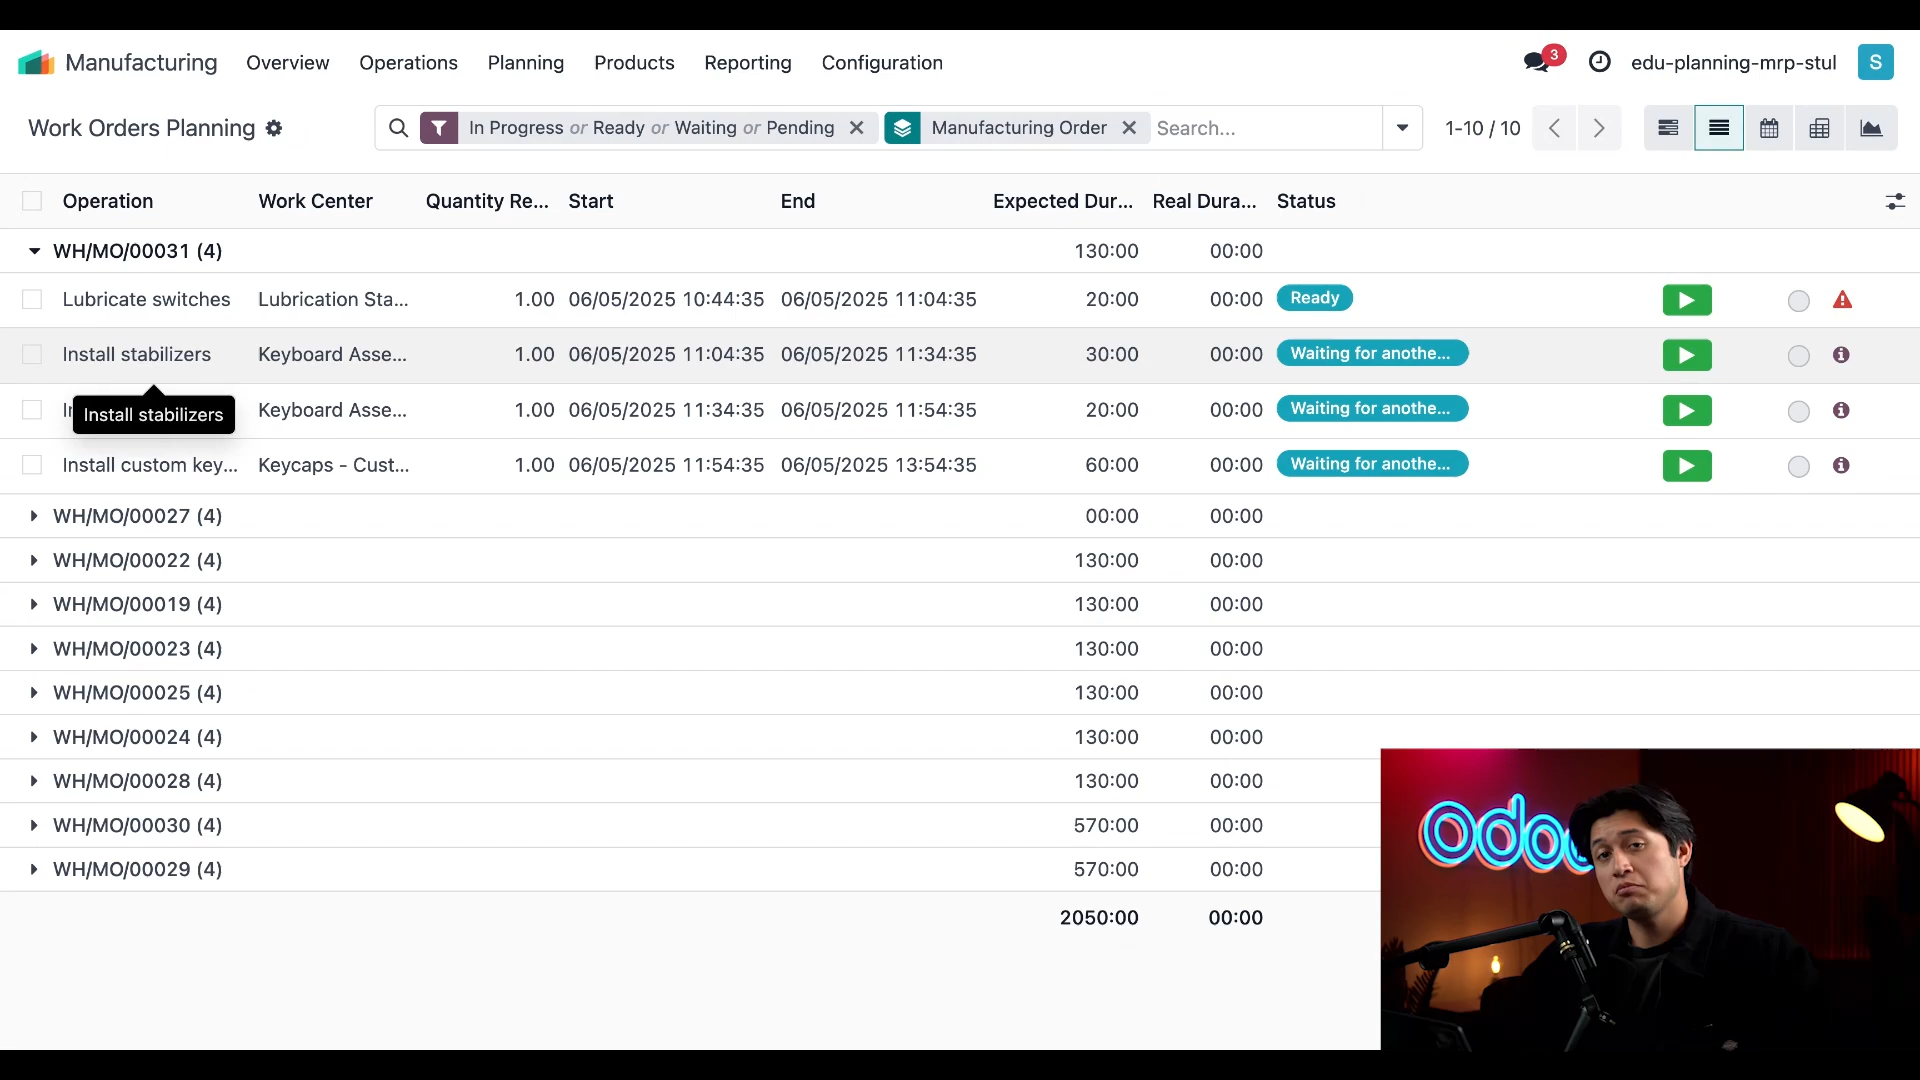 Manufacturing Overview Operations Planning Products Reporting Configuration 3 edu-planning-mrp-stul S
Work Orders Planning In Progress or Ready or Waiting or Pending Manufacturing Order Search... 1-10 / 10
Operation Work Center Quantity Re... Start End Expected Dur... Real Dura... Status
WH/MO/00031 (4) 130:00 00:00
Lubricate switches Lubrication Sta... 1.00 06/05/2025 10:44:35 06/05/2025 11:04:35 20:00 00:00 Ready
Install stabilizers Keyboard Asse... 1.00 06/05/2025 11:04:35 06/05/2025 11:34:35 30:00 00:00 Waiting for anothe...
Keyboard Asse... 1.00 06/05/2025 11:34:35 06/05/2025 11:54:35 20:00 00:00 Waiting for anothe...
Install stabilizers
Install custom key... Keycaps - Cust... 1.00 06/05/2025 11:54:35 06/05/2025 13:54:35 60:00 00:00 Waiting for anothe...
WH/MO/00027 (4) 00:00 00:00
WH/MO/00022 (4) 130:00 00:00
WH/MO/00019 (4) 130:00 00:00
WH/MO/00023 (4) 130:00 00:00
WH/MO/00025 (4) 130:00 00:00
WH/MO/00024 (4) 130:00 00:00
WH/MO/00028 (4) 130:00 00:00
WH/MO/00030 (4) 570:00 00:00
WH/MO/00029 (4) 570:00 00:00
2050:00 00:00
odoo